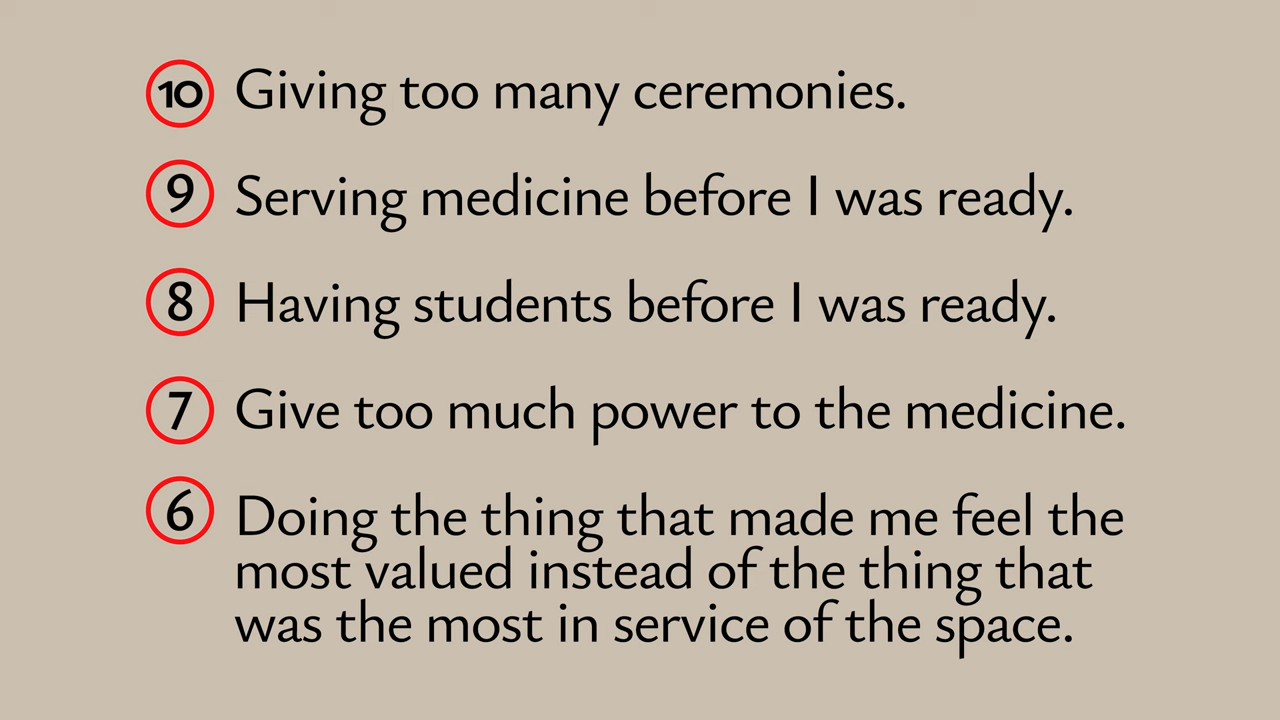 10 Giving too many ceremonies.
9 Serving medicine before I was ready.
8 Having students before I was ready.
7 Give too much power to the medicine.
6 Doing the thing that made me feel the
most valued instead of the thing that
was the most in service of the space.